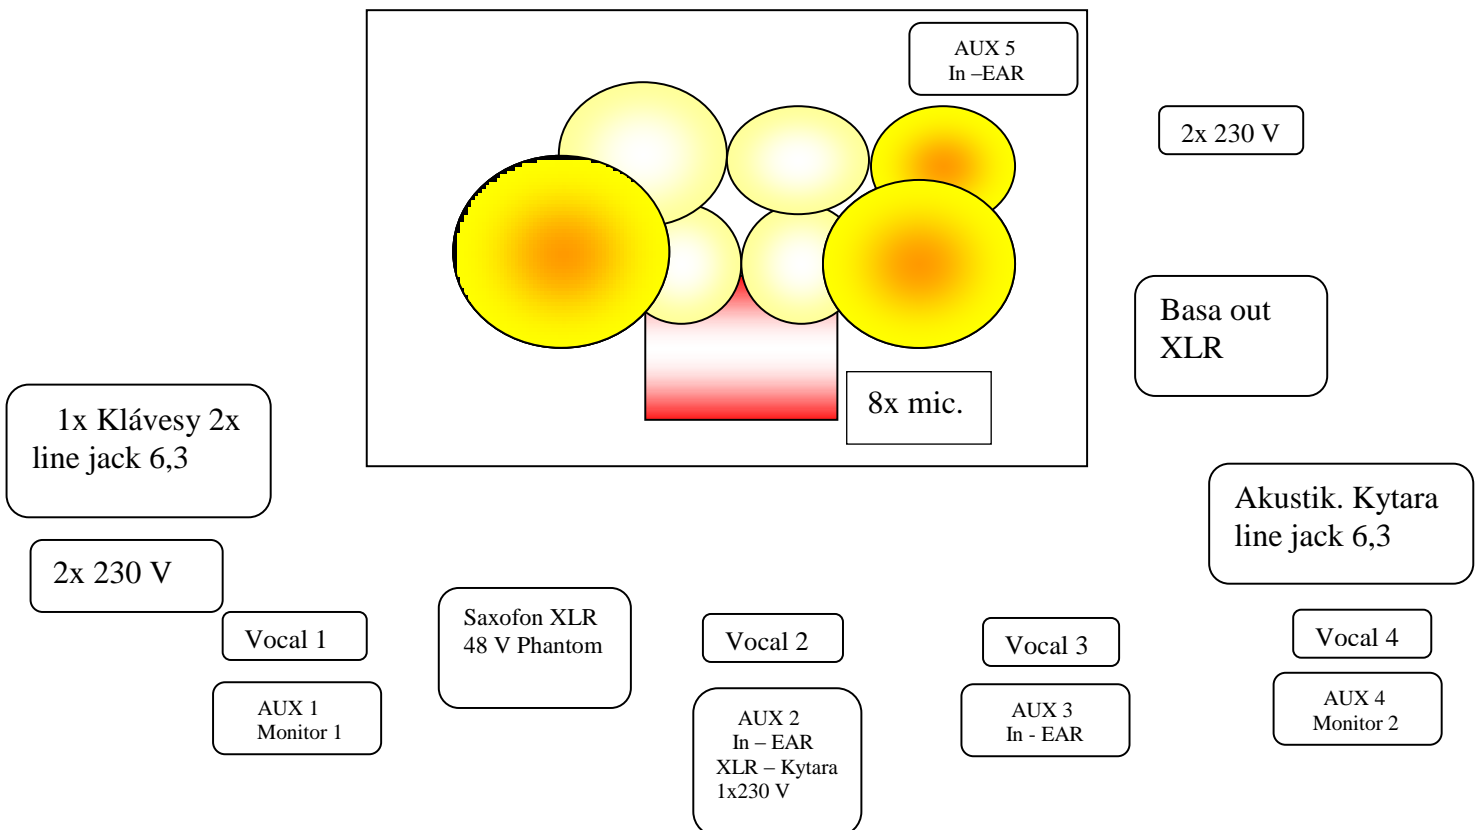 AUX 5
In –EAR
2x 230 V
Basa out
XLR
8x mic.
1x Klávesy 2x
line jack 6,3
Akustik. Kytara
line jack 6,3
2x 230 V
Vocal 1
Saxofon XLR
48 V Phantom
Vocal 2
Vocal 3
Vocal 4
AUX 1
Monitor 1
AUX 2
In – EAR
XLR – Kytara
1x230 V
AUX 3
In - EAR
AUX 4
Monitor 2